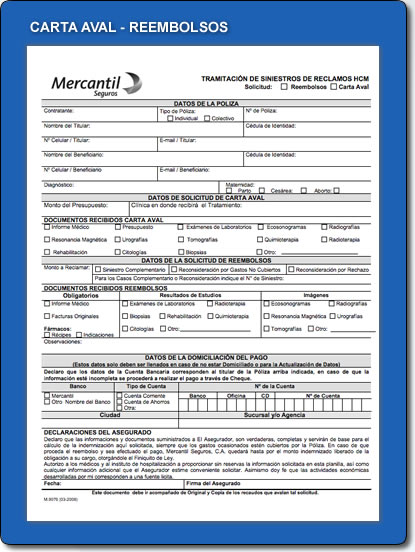 CARTA AVAL - REEMBOLSOS
Mercantil
Seguros
TRAMITACIÓN DE SINIESTROS DE RECLAMOS HCM
Solicitud: Reembolsos Carta Aval
DATOS DE LA POLIZA
Contratante: Tipo de Póliza: Nº de Póliza:
Individual Colectivo
Nombre del Titular: Cédula de Identidad:
Nº Celular / Titular: E-mail / Titular:
Nombre del Beneficiario: Cédula de Identidad:
Nº Celular / Beneficiario: E-mail / Beneficiario:
Diagnóstico: Maternidad:
Parto Cesárea: Aborto:
DATOS DE SOLICITUD DE CARTA AVAL
Monto del Presupuesto: Clínica en donde recibirá el Tratamiento:
DOCUMENTOS RECIBIDOS CARTA AVAL
Informe Médico Presupuesto Exámenes de Laboratorios Ecosonogramas Radiografías
Resonancia Magnética Urografías Tomografías Quimioterapia Radioterapia
Rehabilitación Citologías Biopsias Otro:
DATOS DE LA SOLICITUD DE REEMBOLSOS
Monto a Reclamar: Siniestro Complementario Reconsideración por Gastos No Cubiertos Reconsideración por Rechazo
Para los Casos Complementario o Reconsideración indique el N° de Siniestro:
DOCUMENTOS RECIBIDOS REEMBOLSOS
Obligatorios Resultados de Estudios Imágenes
Informe Médico Exámenes de Laboratorios Radioterapia Ecosonogramas Radiografías
Facturas Originales Biopsias Rehabilitación Quimioterapia Resonancia Magnética Urografías
Fármacos: Citologías Otro: Tomografías Otro:
Récipes Indicaciones
Observaciones:
DATOS DE LA DOMICILIACIÓN DEL PAGO
(Estos datos solo deben ser llenados en caso de no estar Domiciliado o para la Actualización de Datos)
Declaro que los datos de la Cuenta Bancaria corresponden al titular de la Póliza arriba indicada, en caso de que la
información esté incompleta se procederá a realizar el pago a través de Cheque.
Banco Tipo de Cuenta Nº de la Cuenta
Mercantil Cuenta Corriente Banco Oficina CD Nº de Cuenta
Otro Nombre del Banco Cuenta de Ahorros
Otra:
Ciudad Sucursal y/o Agencia
DECLARACIONES DEL ASEGURADO
Declaro que las informaciones y documentos suministrados a El Asegurador, son verdaderas, completas y servirán de base para el
cálculo de la indemnización aquí solicitada, siempre que los gastos ocasionados estén cubiertos por la Póliza. En caso de que
proceda el reembolso y sea efectuado el pago, Mercantil Seguros, C.A. quedará hasta por el monto indemnizado liberado de la
obligación a su cargo, otorgándole el Finiquito de Ley.
Autorizo a los médicos y al instituto de hospitalización a proporcionar sin reservas la información solicitada en esta planilla, así como
cualquier información adicional que el Asegurador estime conveniente solicitar. Asimismo doy fe que las actividades económicas
desarrolladas por mi corresponden a mi naturaleza y son lícitas.
Fecha: Firma del Asegurado
Este documento debe ir acompañado de Original y Copia de los recaudos que avalan tal solicitud.
M.9076 (03-2009)